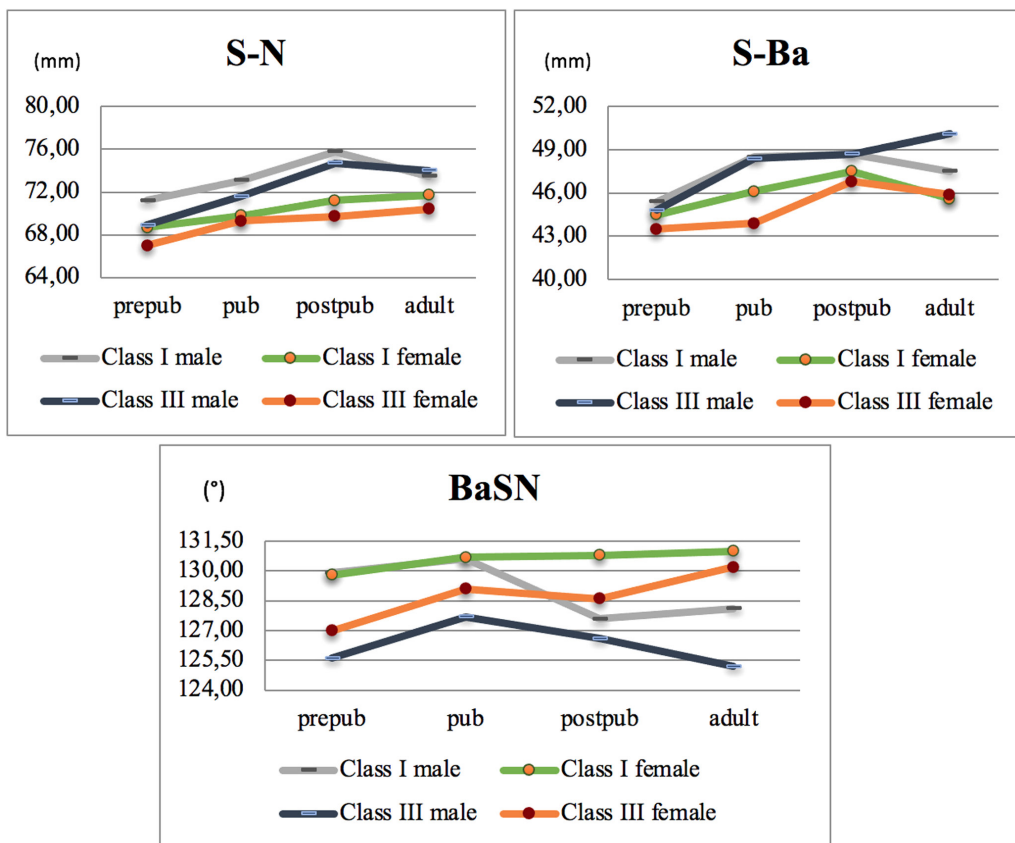 (mm) S-N
80,00
76,00
72,00
68,00
64,00
prepub pub postpub adult
Class I male Class I female
Class III male Class III female
(mm) S-Ba
52,00
49,00
46,00
43,00
40,00
prepub pub postpub adult
Class I male Class I female
Class III male Class III female
(°) BaSN
131,50
130,00
128,50
127,00
125,50
124,00
prepub pub postpub adult
Class I male Class I female
Class III male Class III female